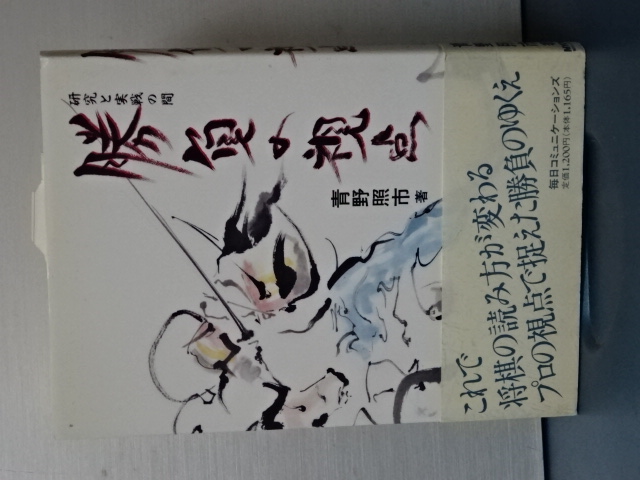 研究と実戦の間
勝負の視点
青野照市 著
これで
将棋の読み方が変わる
プロの視点で捉えた勝負のゆくえ
毎日コミュニケーションズ
定価1,200円(本体1,165円)